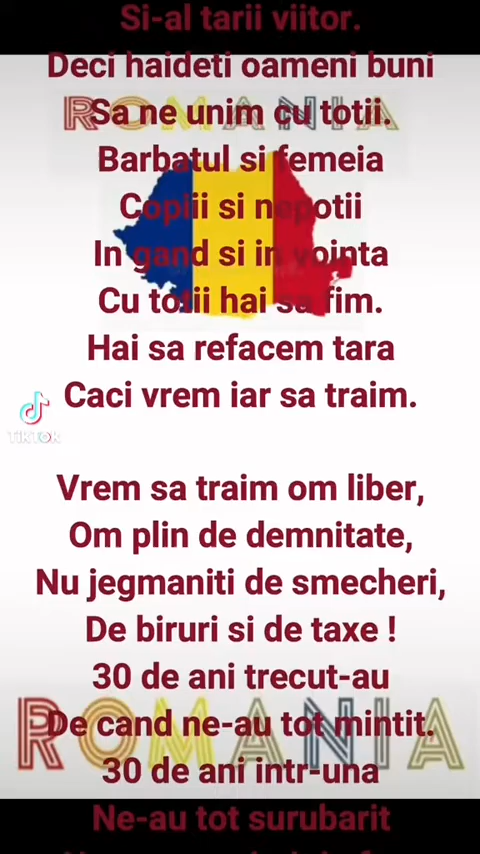 Si-al tarii viitor.
Deci haideti oameni buni
ROMANIA
Sa ne unim cu totii.
Barbatul si femeia
Copiii si nepotii
In gand si in vointa
Cu totii hai sa fim.
Hai sa refacem tara
Caci vrem iar sa traim.
TikTok
Vrem sa traim om liber,
Om plin de demnitate,
Nu jegmaniti de smecheri,
De biruri si de taxe !
30 de ani trecut-au
ROMANIA
De cand ne-au tot mintit.
30 de ani intr-una
Ne-au tot surubarit